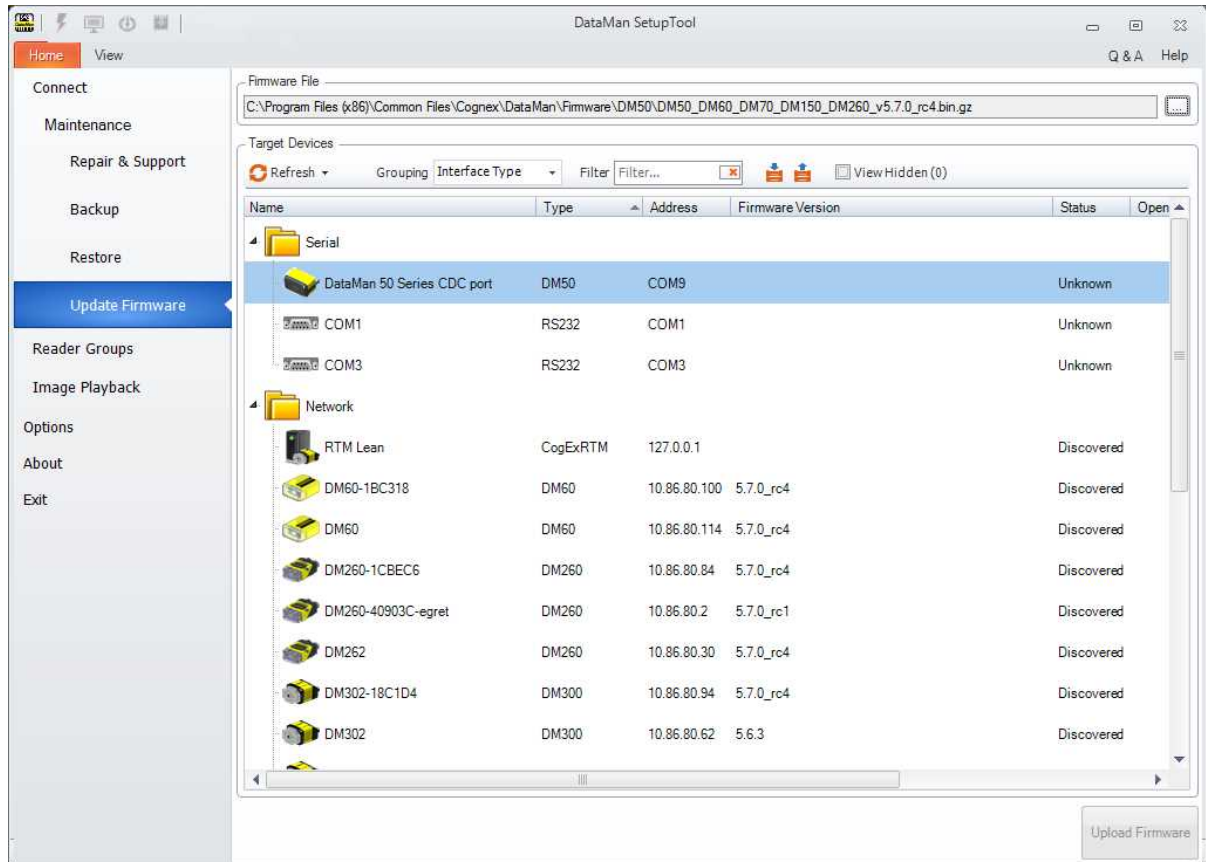 DataMan SetupTool
Home View Q & A Help
Connect
Maintenance
Repair & Support
Backup
Restore
Update Firmware
Reader Groups
Image Playback
Options
About
Exit
Firmware File
C:\Program Files (x86)\Common Files\Cognex\DataMan\Firmware\DM50\DM50_DM60_DM70_DM150_DM260_v5.7.0_rc4.bin.gz ...
Target Devices
Refresh Grouping Interface Type Filter Filter... View Hidden (0)
Name Type Address Firmware Version Status Open
Serial
DataMan 50 Series CDC port DM50 COM9 Unknown
COM1 RS232 COM1 Unknown
COM3 RS232 COM3 Unknown
Network
RTM Lean CogExRTM 127.0.0.1 Discovered
DM60-1BC318 DM60 10.86.80.100 5.7.0_rc4 Discovered
DM60 DM60 10.86.80.114 5.7.0_rc4 Discovered
DM260-1CBEC6 DM260 10.86.80.84 5.7.0_rc4 Discovered
DM260-40903C-egret DM260 10.86.80.2 5.7.0_rc1 Discovered
DM262 DM260 10.86.80.30 5.7.0_rc4 Discovered
DM302-18C1D4 DM300 10.86.80.94 5.7.0_rc4 Discovered
DM302 DM300 10.86.80.62 5.6.3 Discovered
Upload Firmware